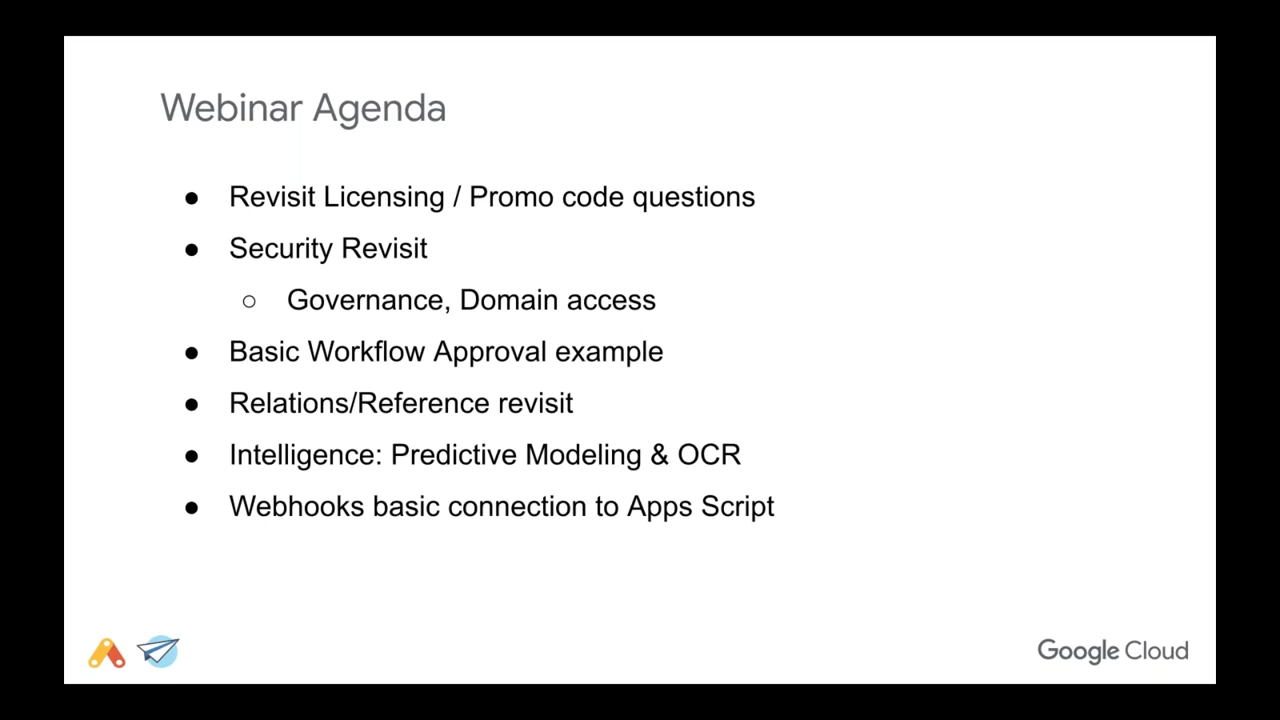 Webinar Agenda
● Revisit Licensing / Promo code questions
● Security Revisit
○ Governance, Domain access
● Basic Workflow Approval example
● Relations/Reference revisit
● Intelligence: Predictive Modeling & OCR
● Webhooks basic connection to Apps Script
Google Cloud